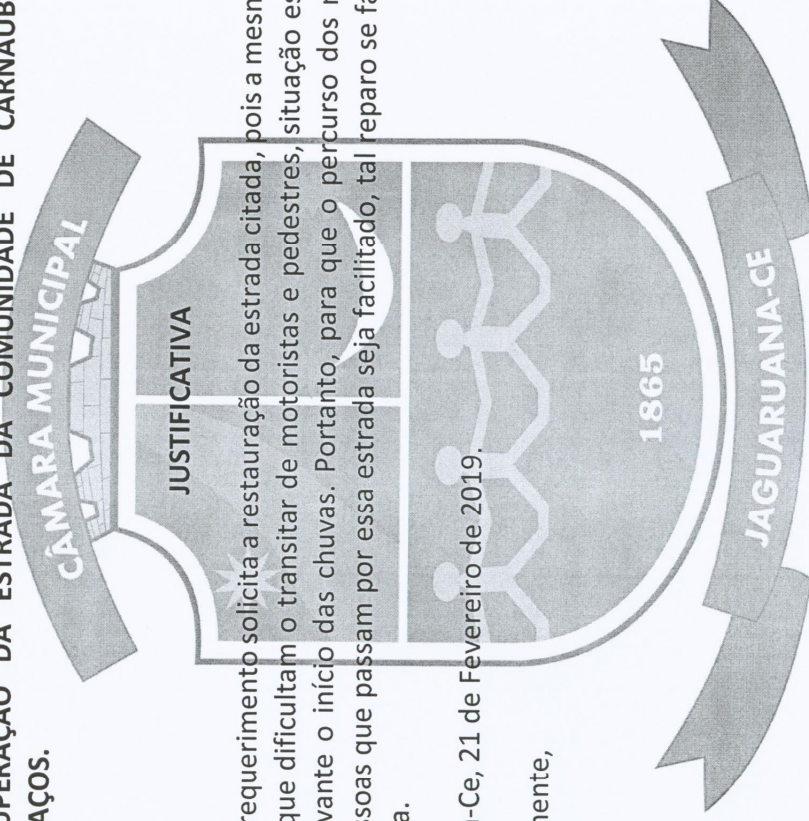 OPERAÇÃO DA ESTRADA DA COMUNIDADE DE CARNAÚB
AÇOS.
CÂMARA MUNICIPAL
JUSTIFICATIVA
requerimento solicita a restauração da estrada citada, pois a mesm
que dificultam o transitar de motoristas e pedestres, situação es
vante o início das chuvas. Portanto, para que o percurso dos
ssoas que passam por essa estrada seja facilitado, tal reparo se fa
a.
-Ce, 21 de Fevereiro de 2019.
mente,
1865
JAGUARUANA-CE